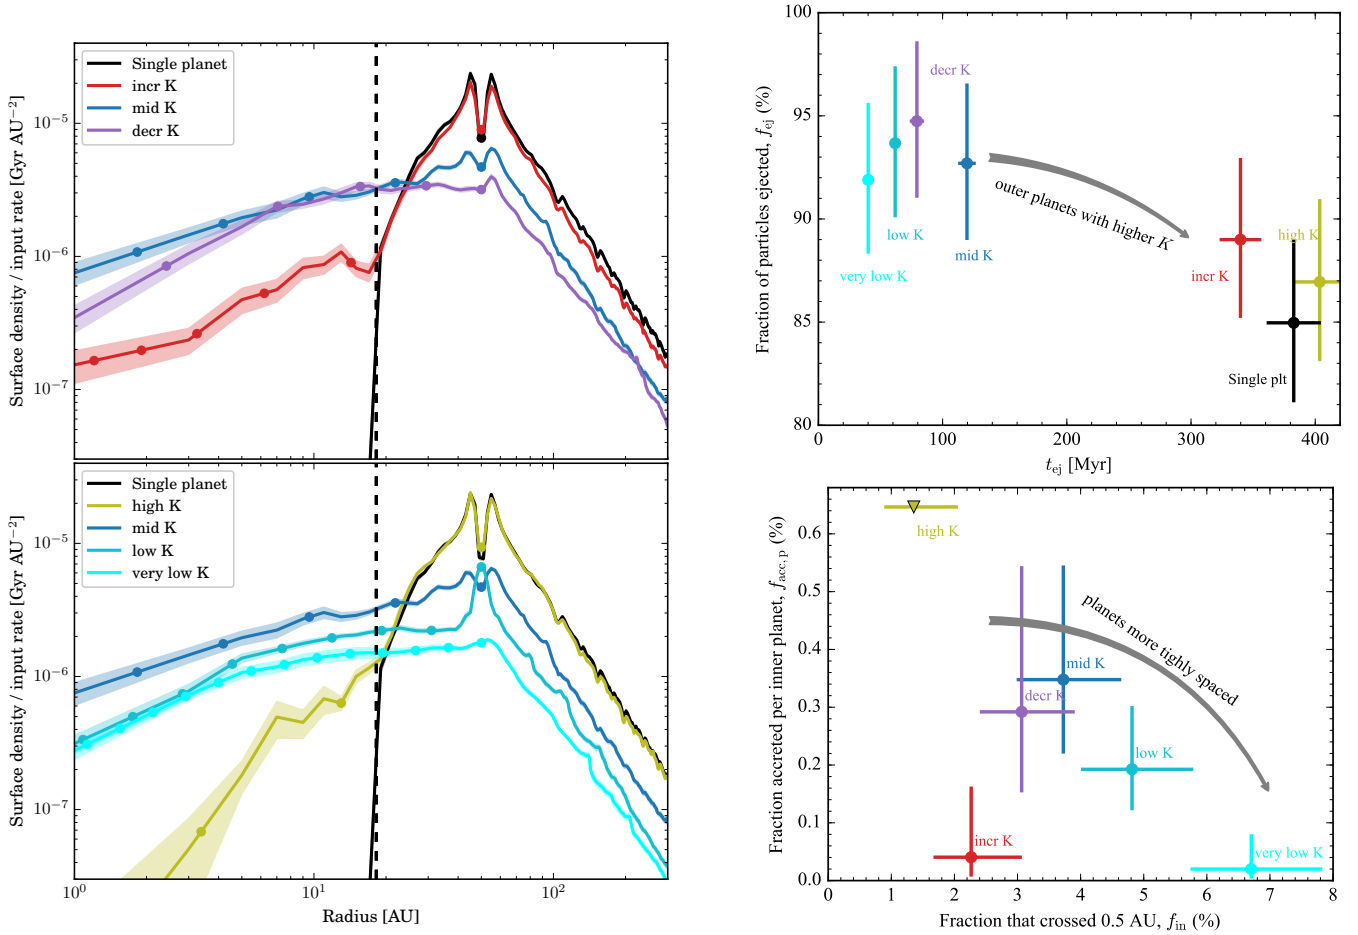 Surface density / input rate [Gyr AU⁻²]
Single planet
incr K
mid K
decr K
10⁻⁵
10⁻⁶
10⁻⁷
Surface density / input rate [Gyr AU⁻²]
Single planet
high K
mid K
low K
very low K
10⁻⁵
10⁻⁶
10⁻⁷
10⁰
10¹
10²
Radius [AU]
Fraction of particles ejected, f_ej (%)
100
95
90
85
80
decr K
low K
very low K
mid K
outer planets with higher K
incr K
high K
Single plt
0
100
200
300
400
t_ej [Myr]
Fraction accreted per inner planet, f_acc, p (%)
0.6
0.5
0.4
0.3
0.2
0.1
0.0
high K
planets more tighly spaced
mid K
decr K
low K
incr K
very low K
0
1
2
3
4
5
6
7
8
Fraction that crossed 0.5 AU, f_in (%)